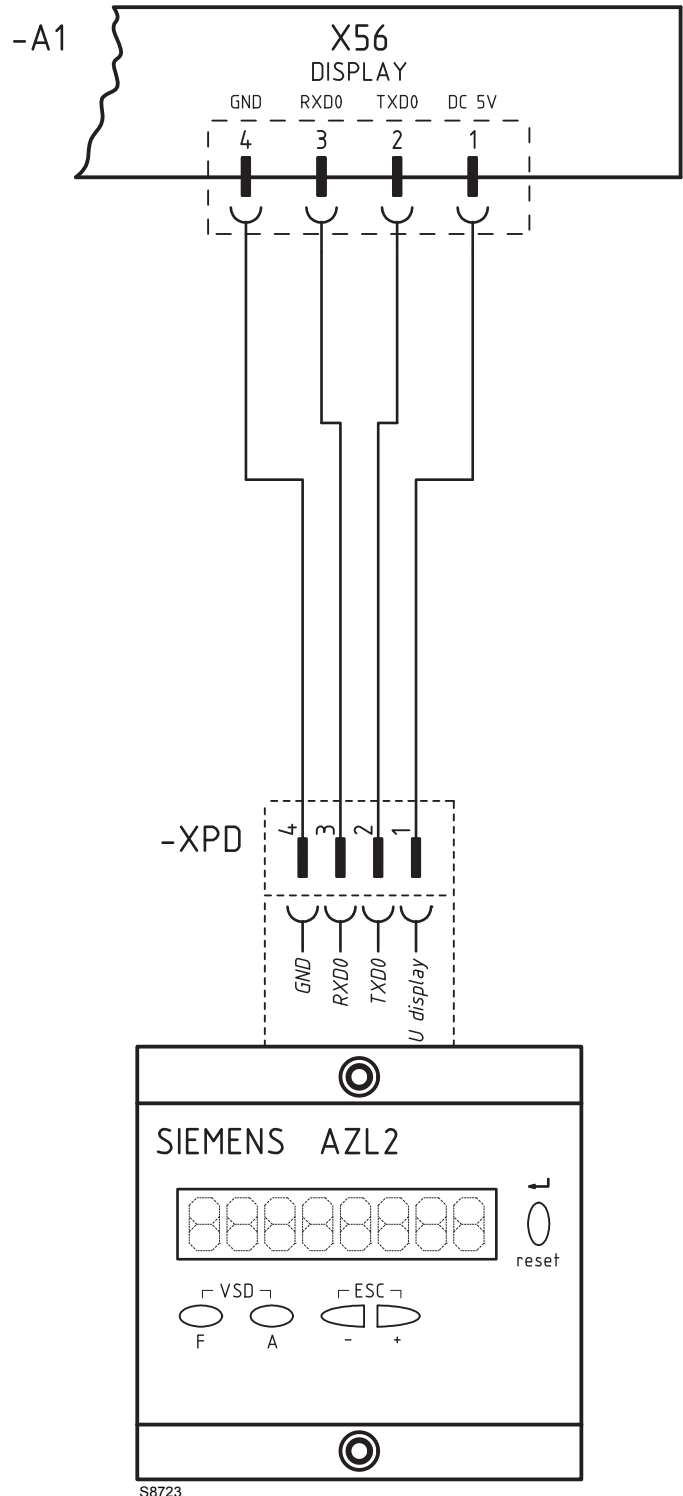 -A1
X56
DISPLAY
GND RXD0 TXD0 DC 5V
4 3 2 1
-XPD
4 3 2 1
GND RXD0 TXD0 U display
SIEMENS AZL2
reset
VSD ESC
F A - +
S8723